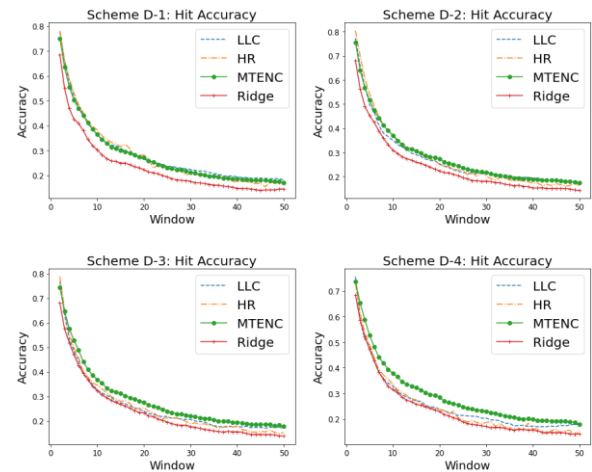 Scheme D-1: Hit Accuracy
0.8
0.7
0.6
0.5
0.4
0.3
0.2
Accuracy
LLC
HR
MTENC
Ridge
0 10 20 30 40 50
Window
Scheme D-2: Hit Accuracy
0.8
0.7
0.6
0.5
0.4
0.3
0.2
Accuracy
LLC
HR
MTENC
Ridge
0 10 20 30 40 50
Window
Scheme D-3: Hit Accuracy
0.8
0.7
0.6
0.5
0.4
0.3
0.2
Accuracy
LLC
HR
MTENC
Ridge
0 10 20 30 40 50
Window
Scheme D-4: Hit Accuracy
0.7
0.6
0.5
0.4
0.3
0.2
Accuracy
LLC
HR
MTENC
Ridge
0 10 20 30 40 50
Window